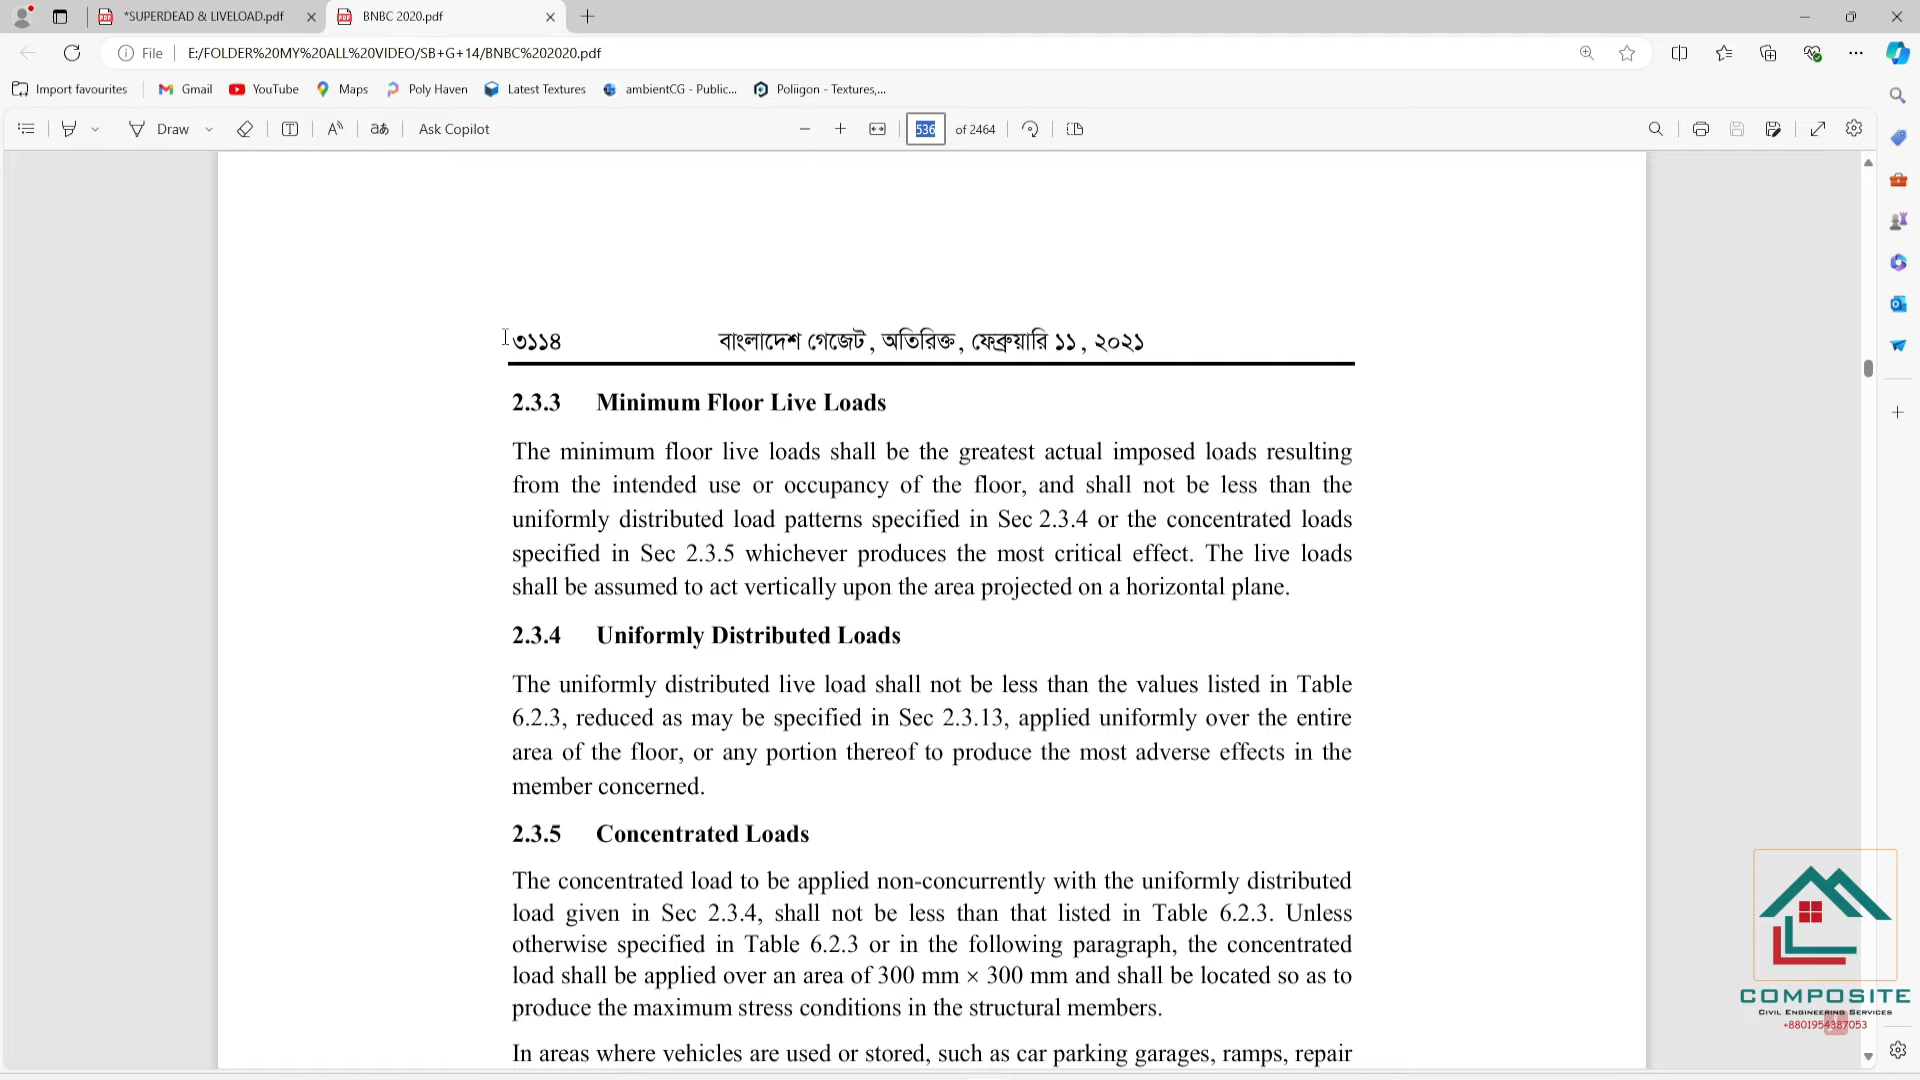 *SUPERDEAD & LIVELOAD.pdf
BNBC 2020.pdf
File
E:/FOLDER%20MY%20ALL%20VIDEO/SB+G+14/BNBC%202020.pdf
Import favourites
Gmail
YouTube
Maps
Poly Haven
Latest Textures
ambientCG - Public...
Poliigon - Textures,...
Draw
Ask Copilot
536 of 2464
৩১১৪ বাংলাদেশ গেজেট, অতিরিক্ত, ফেব্রুয়ারি ১১, ২০২১
2.3.3 Minimum Floor Live Loads
The minimum floor live loads shall be the greatest actual imposed loads resulting
from the intended use or occupancy of the floor, and shall not be less than the
uniformly distributed load patterns specified in Sec 2.3.4 or the concentrated loads
specified in Sec 2.3.5 whichever produces the most critical effect. The live loads
shall be assumed to act vertically upon the area projected on a horizontal plane.
2.3.4 Uniformly Distributed Loads
The uniformly distributed live load shall not be less than the values listed in Table
6.2.3, reduced as may be specified in Sec 2.3.13, applied uniformly over the entire
area of the floor, or any portion thereof to produce the most adverse effects in the
member concerned.
2.3.5 Concentrated Loads
The concentrated load to be applied non-concurrently with the uniformly distributed
load given in Sec 2.3.4, shall not be less than that listed in Table 6.2.3. Unless
otherwise specified in Table 6.2.3 or in the following paragraph, the concentrated
load shall be applied over an area of 300 mm × 300 mm and shall be located so as to
produce the maximum stress conditions in the structural members.
In areas where vehicles are used or stored, such as car parking garages, ramps, repair
COMPOSITE
CIVIL ENGINEERING SERVICES
+8801954387053